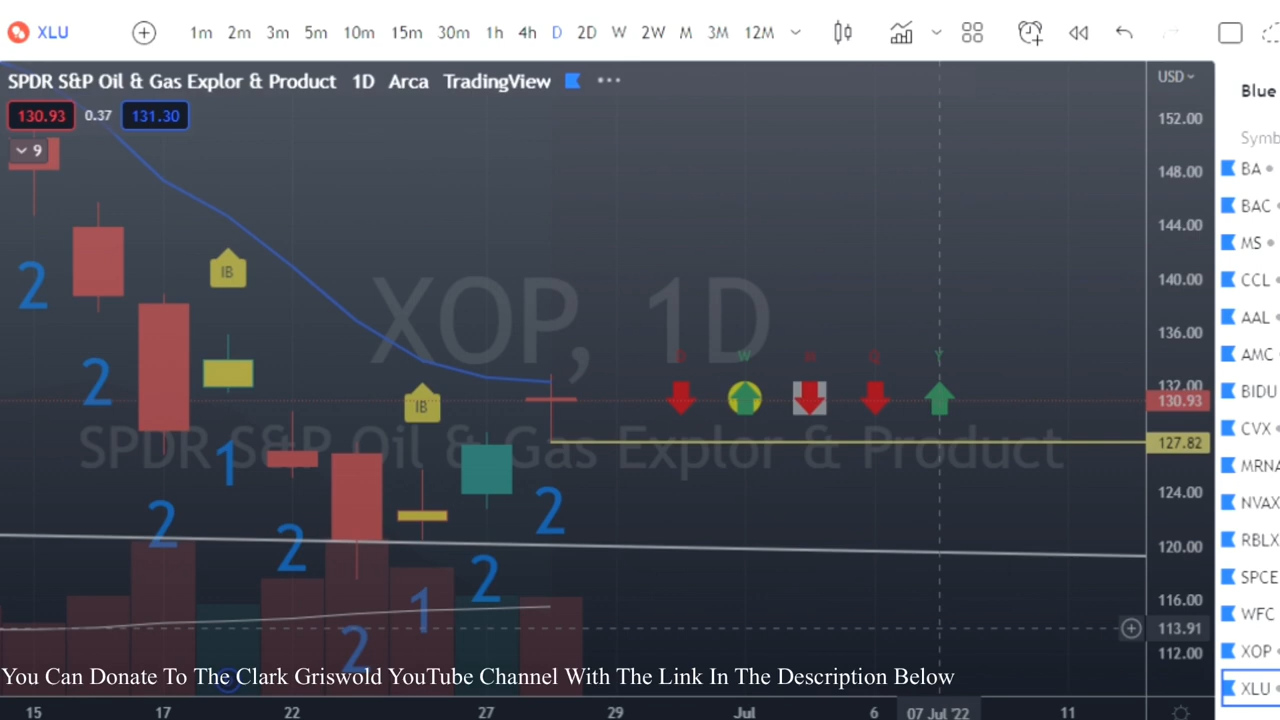 XLU 1m 2m 3m 5m 10m 15m 30m 1h 4h D 2D W 2W M 3M 12M
SPDR S&P Oil & Gas Explor & Product 1D Arca TradingView
USD
Blue
130.93 0.37 131.30
152.00
Symb
9
148.00
BA
144.00
BAC
MS
2
IB
140.00
CCL
XOP, 1D
136.00
AAL
W
Q
Y
AMC
132.00
2
IB
130.93
BIDU
SPDR S&P Oil & Gas Explor & Product
127.82
CVX
1
MRNA
124.00
2
2
2
NVAX
120.00
RBLX
2
SPCE
1
116.00
WFC
113.91
2
112.00
XOP
You Can Donate To The Clark Griswold YouTube Channel With The Link In The Description Below
XLU
15 17 22 27 29 Jul 6 07 Jul '22 11